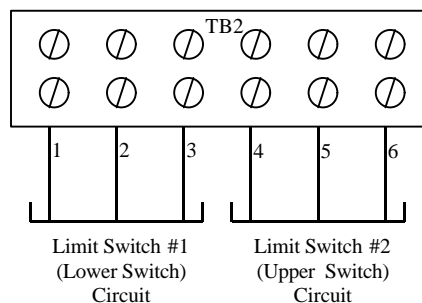 TB2
1 2 3 4 5 6
Limit Switch #1
(Lower Switch)
Circuit
Limit Switch #2
(Upper Switch)
Circuit